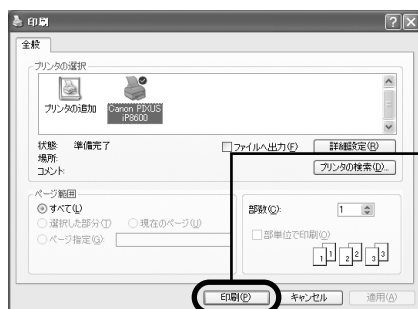 印刷
全般
プリンタの選択
プリンタの追加
Canon PIXUS
iP8600
状態: 準備完了
場所:
コメント:
ファイルへ出力(F)
詳細設定(R)
プリンタの検索(D)...
ページ範囲
すべて(L)
選択した部分(T) 現在のページ(U)
ページ指定(G):
部数(C): 1
部単位で印刷(O)
1 1 2 2 3 3
印刷(P) キャンセル 適用(A)